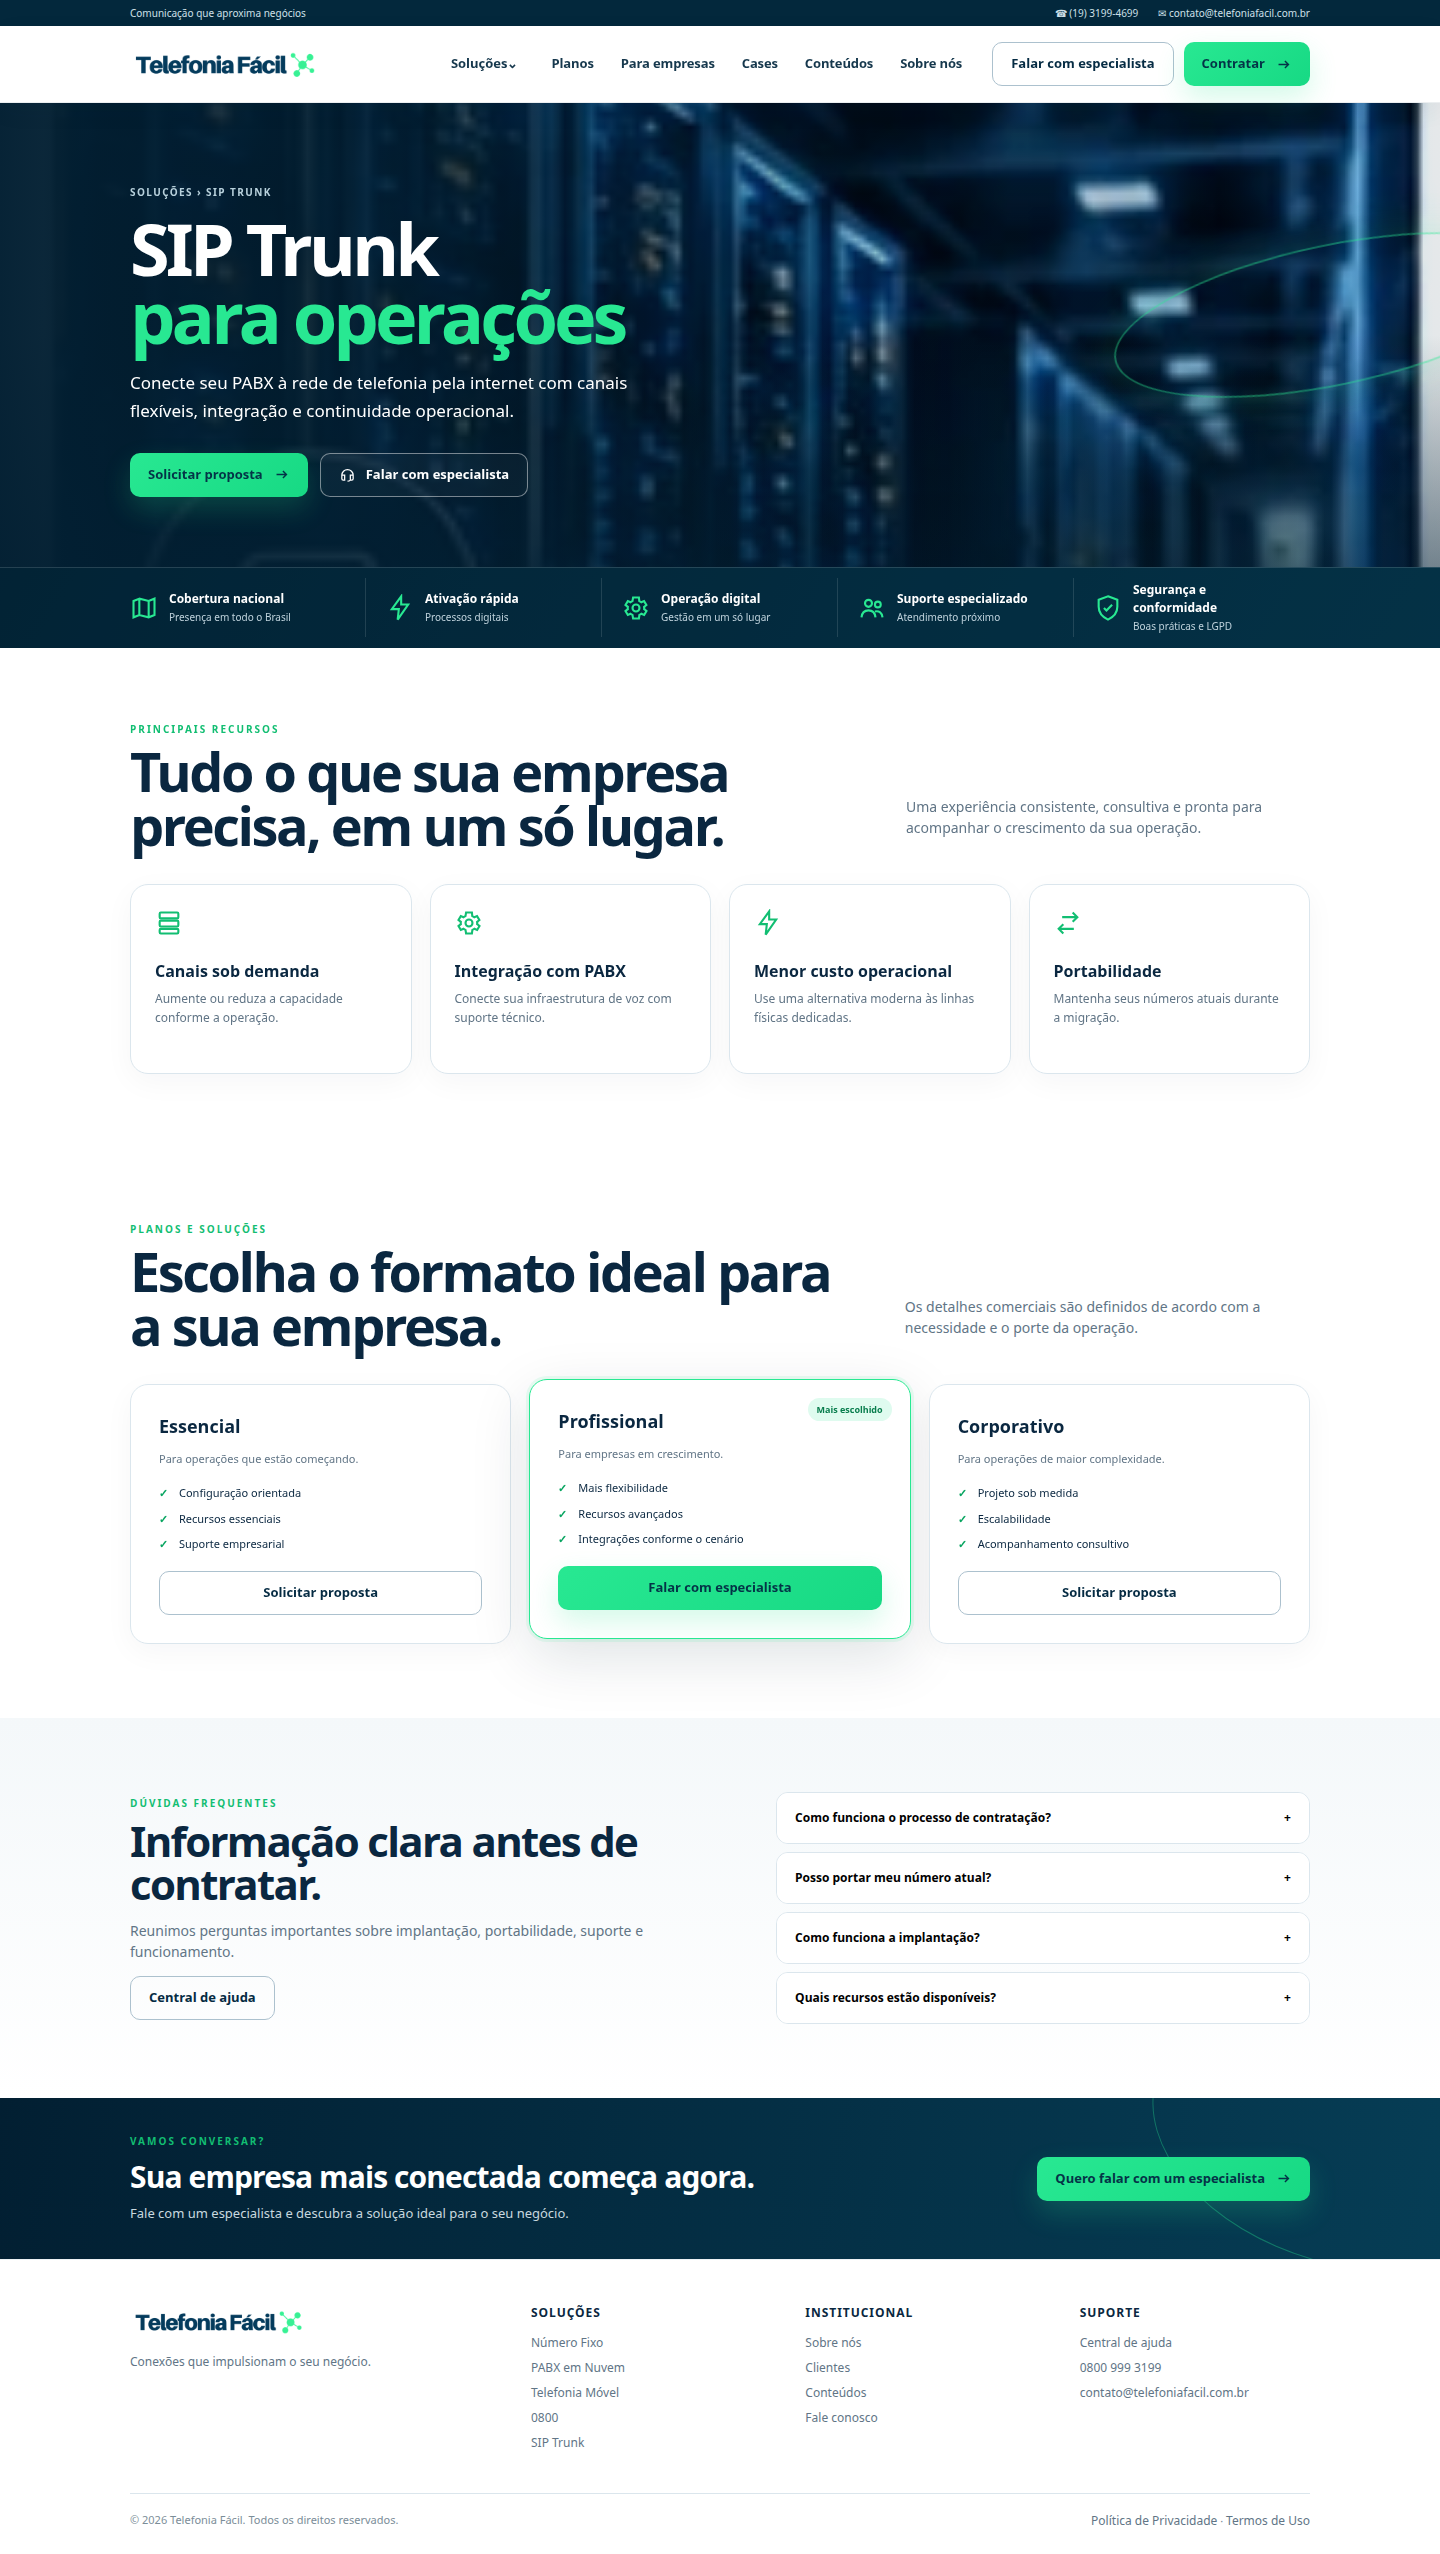 Comunicação que aproxima negócios
☎ (19) 3199-4699
✉ contato@telefoniafacil.com.br
Telefonia Fácil
Soluções
Planos
Para empresas
Cases
Conteúdos
Sobre nós
Falar com especialista
Contratar →
SOLUÇÕES › SIP TRUNK
SIP Trunk
para operações
Conecte seu PABX à rede de telefonia pela internet com canais
flexíveis, integração e continuidade operacional.
Solicitar proposta →
Falar com especialista
Cobertura nacional
Presença em todo o Brasil
Ativação rápida
Processos digitais
Operação digital
Gestão em um só lugar
Suporte especializado
Atendimento próximo
Segurança e
conformidade
Boas práticas e LGPD
PRINCIPAIS RECURSOS
Tudo o que sua empresa
precisa, em um só lugar.
Uma experiência consistente, consultiva e pronta para
acompanhar o crescimento da sua operação.
Canais sob demanda
Aumente ou reduza a capacidade
conforme a operação.
Integração com PABX
Conecte sua infraestrutura de voz com
suporte técnico.
Menor custo operacional
Use uma alternativa moderna às linhas
físicas dedicadas.
Portabilidade
Mantenha seus números atuais durante
a migração.
PLANOS E SOLUÇÕES
Escolha o formato ideal para
a sua empresa.
Os detalhes comerciais são definidos de acordo com a
necessidade e o porte da operação.
Essencial
Para operações que estão começando.
✓ Configuração orientada
✓ Recursos essenciais
✓ Suporte empresarial
Solicitar proposta
Mais escolhido
Profissional
Para empresas em crescimento.
✓ Mais flexibilidade
✓ Recursos avançados
✓ Integrações conforme o cenário
Falar com especialista
Corporativo
Para operações de maior complexidade.
✓ Projeto sob medida
✓ Escalabilidade
✓ Acompanhamento consultivo
Solicitar proposta
DÚVIDAS FREQUENTES
Informação clara antes de
contratar.
Reunimos perguntas importantes sobre implantação, portabilidade, suporte e
funcionamento.
Central de ajuda
Como funciona o processo de contratação? +
Posso portar meu número atual? +
Como funciona a implantação? +
Quais recursos estão disponíveis? +
VAMOS CONVERSAR?
Sua empresa mais conectada começa agora.
Fale com um especialista e descubra a solução ideal para o seu negócio.
Quero falar com um especialista →
Telefonia Fácil
Conexões que impulsionam o seu negócio.
SOLUÇÕES
Número Fixo
PABX em Nuvem
Telefonia Móvel
0800
SIP Trunk
INSTITUCIONAL
Sobre nós
Clientes
Conteúdos
Fale conosco
SUPORTE
Central de ajuda
0800 999 3199
contato@telefoniafacil.com.br
© 2026 Telefonia Fácil. Todos os direitos reservados.
Política de Privacidade · Termos de Uso